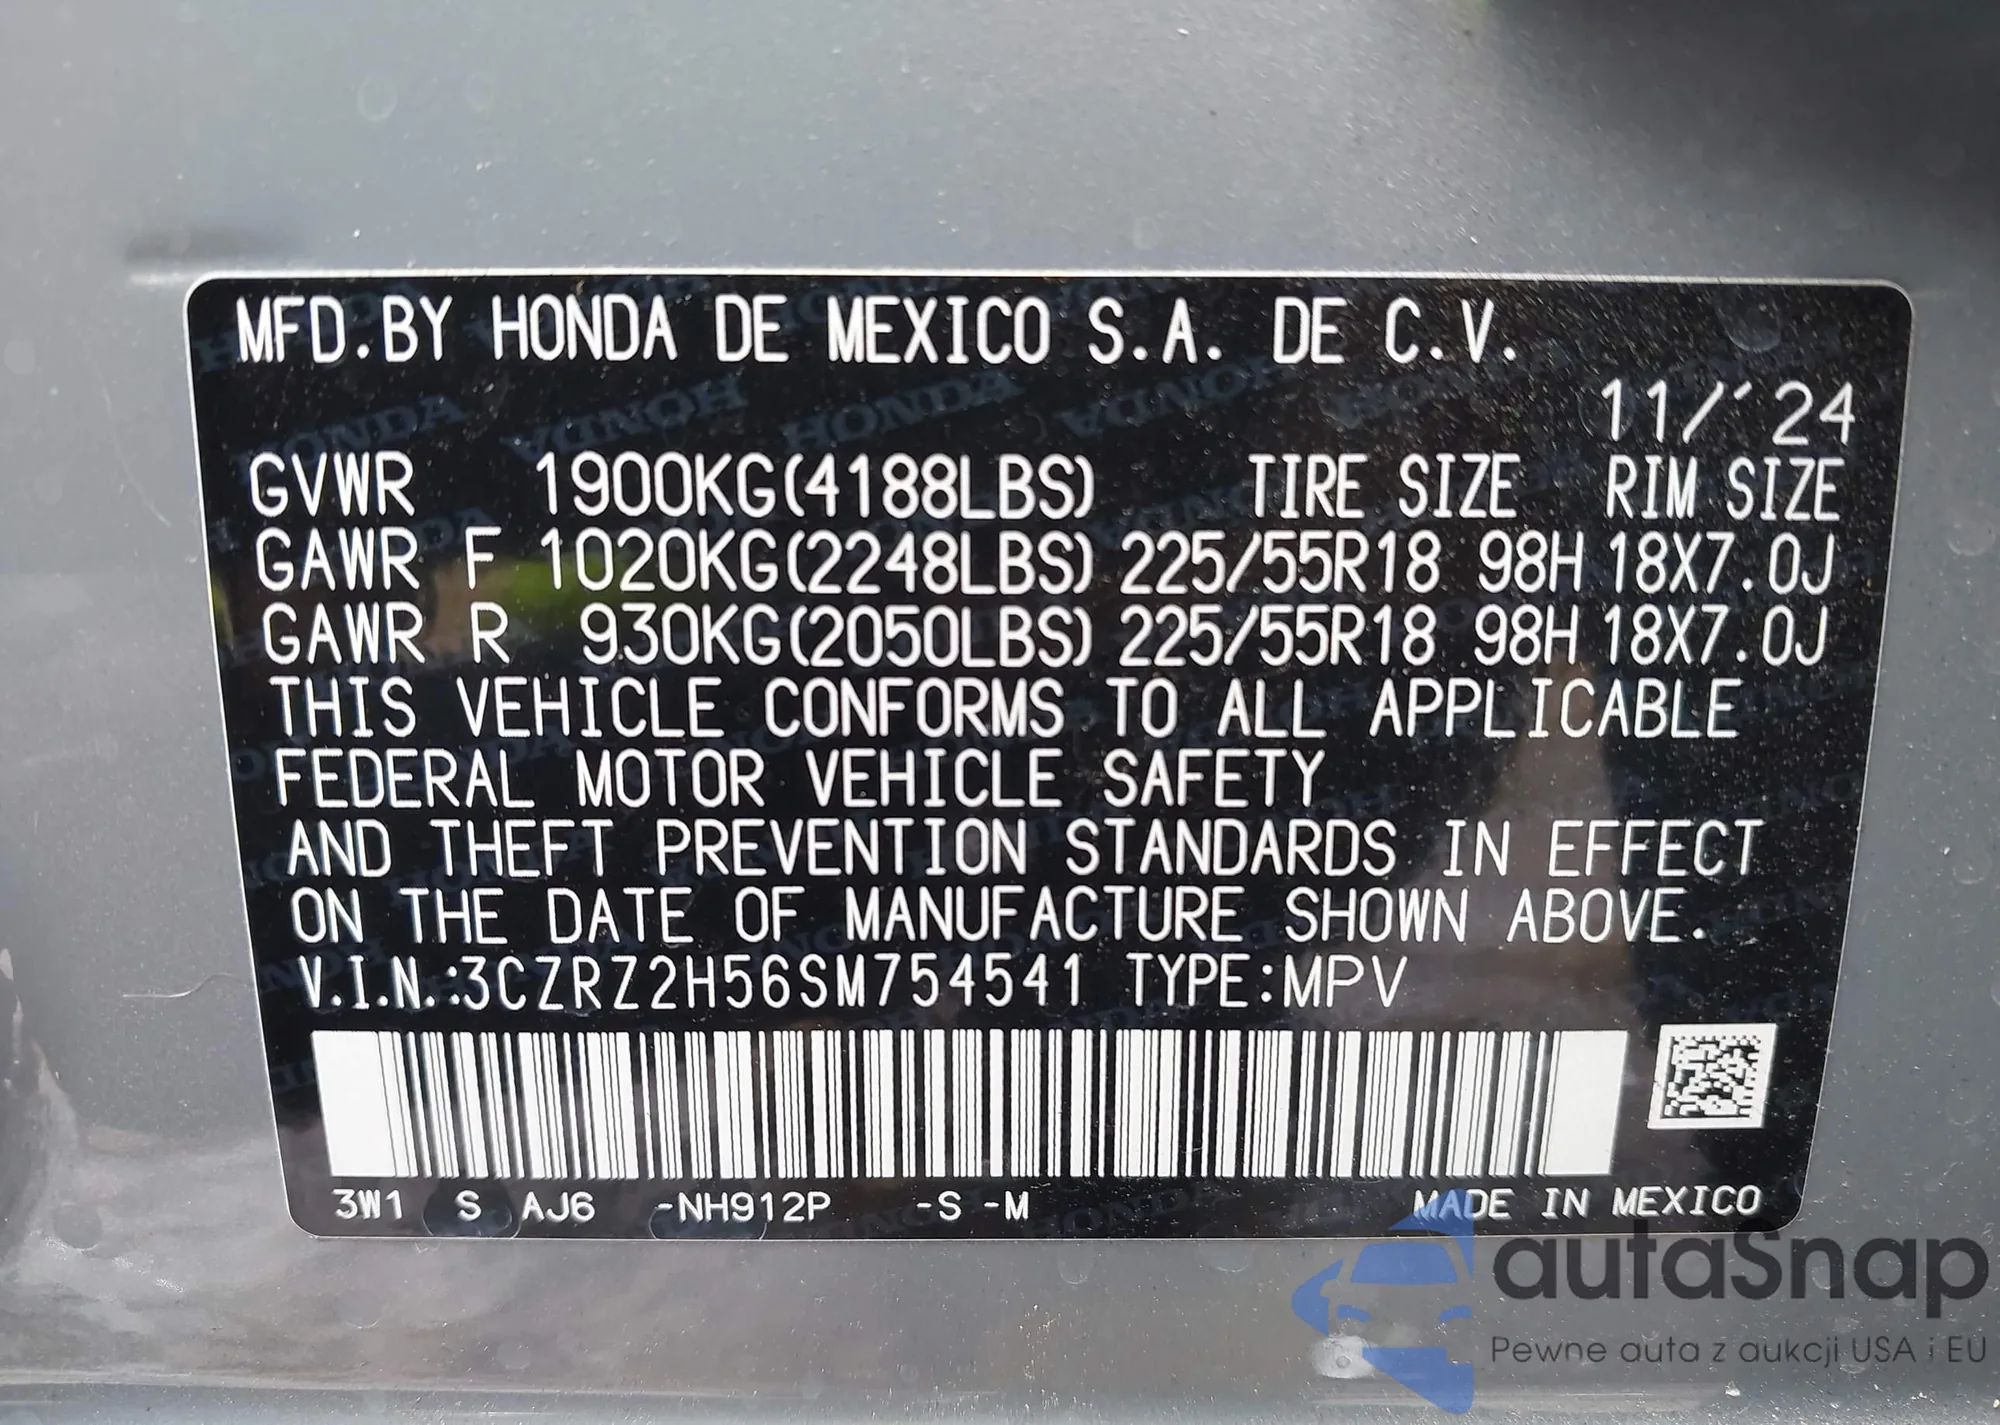 MFD.BY HONDA DE MEXICO S.A. DE C.V.
11/'24
GVWR 1900KG(4188LBS) TIRE SIZE RIM SIZE
GAWR F 1020KG(2248LBS) 225/55R18 98H 18X7.0J
GAWR R 930KG(2050LBS) 225/55R18 98H 18X7.0J
THIS VEHICLE CONFORMS TO ALL APPLICABLE
FEDERAL MOTOR VEHICLE SAFETY
AND THEFT PREVENTION STANDARDS IN EFFECT
ON THE DATE OF MANUFACTURE SHOWN ABOVE.
V.I.N.:3CZRZ2H56SM754541 TYPE:MPV
3W1 S AJ6 -NH912P -S -M MADE IN MEXICO
autaSnap
Pewne auta z aukcji USA i EU